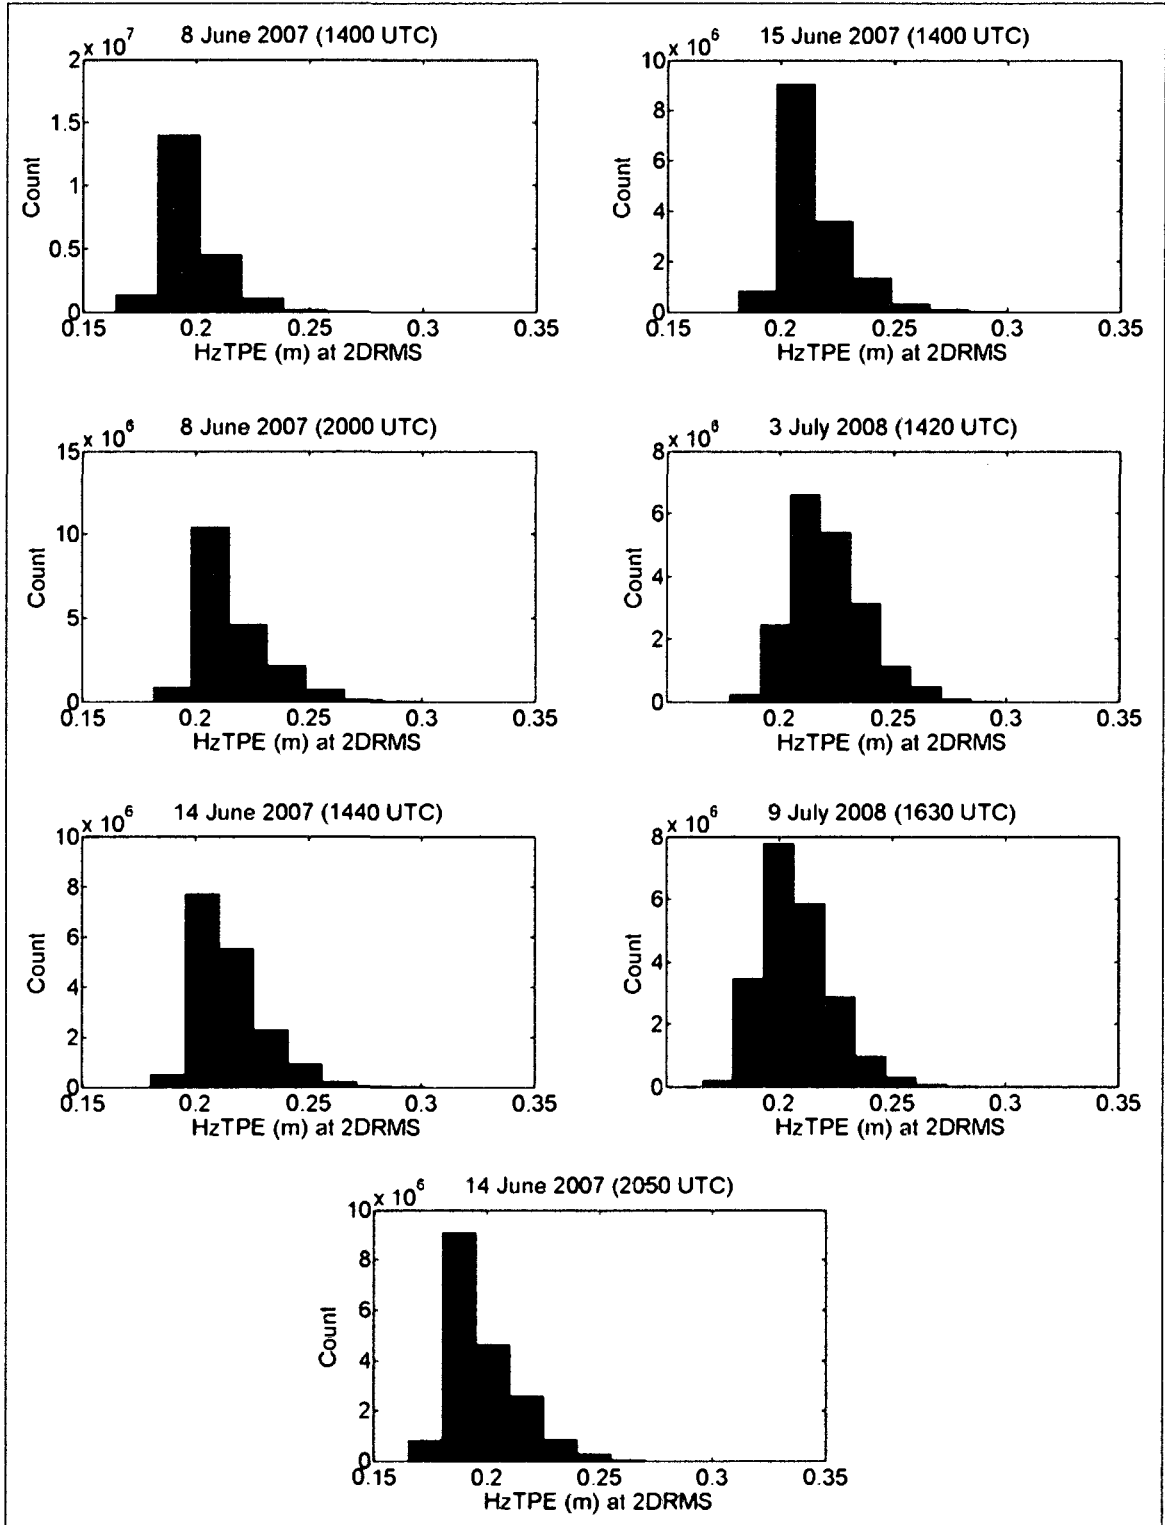 8 June 2007 (1400 UTC)
x 10^7
2
1.5
1
0.5
0
Count
0.15 0.2 0.25 0.3 0.35
HzTPE (m) at 2DRMS
15 June 2007 (1400 UTC)
x 10^6
10
8
6
4
2
0
Count
0.15 0.2 0.25 0.3 0.35
HzTPE (m) at 2DRMS
8 June 2007 (2000 UTC)
x 10^6
15
10
5
0
Count
0.15 0.2 0.25 0.3 0.35
HzTPE (m) at 2DRMS
3 July 2008 (1420 UTC)
x 10^6
8
6
4
2
0
Count
0.2 0.25 0.3 0.35
HzTPE (m) at 2DRMS
14 June 2007 (1440 UTC)
x 10^6
10
8
6
4
2
0
Count
0.15 0.2 0.25 0.3 0.35
HzTPE (m) at 2DRMS
9 July 2008 (1630 UTC)
x 10^6
8
6
4
2
0
Count
0.2 0.25 0.3 0.35
HzTPE (m) at 2DRMS
14 June 2007 (2050 UTC)
x 10^6
10
8
6
4
2
0
Count
0.15 0.2 0.25 0.3 0.35
HzTPE (m) at 2DRMS